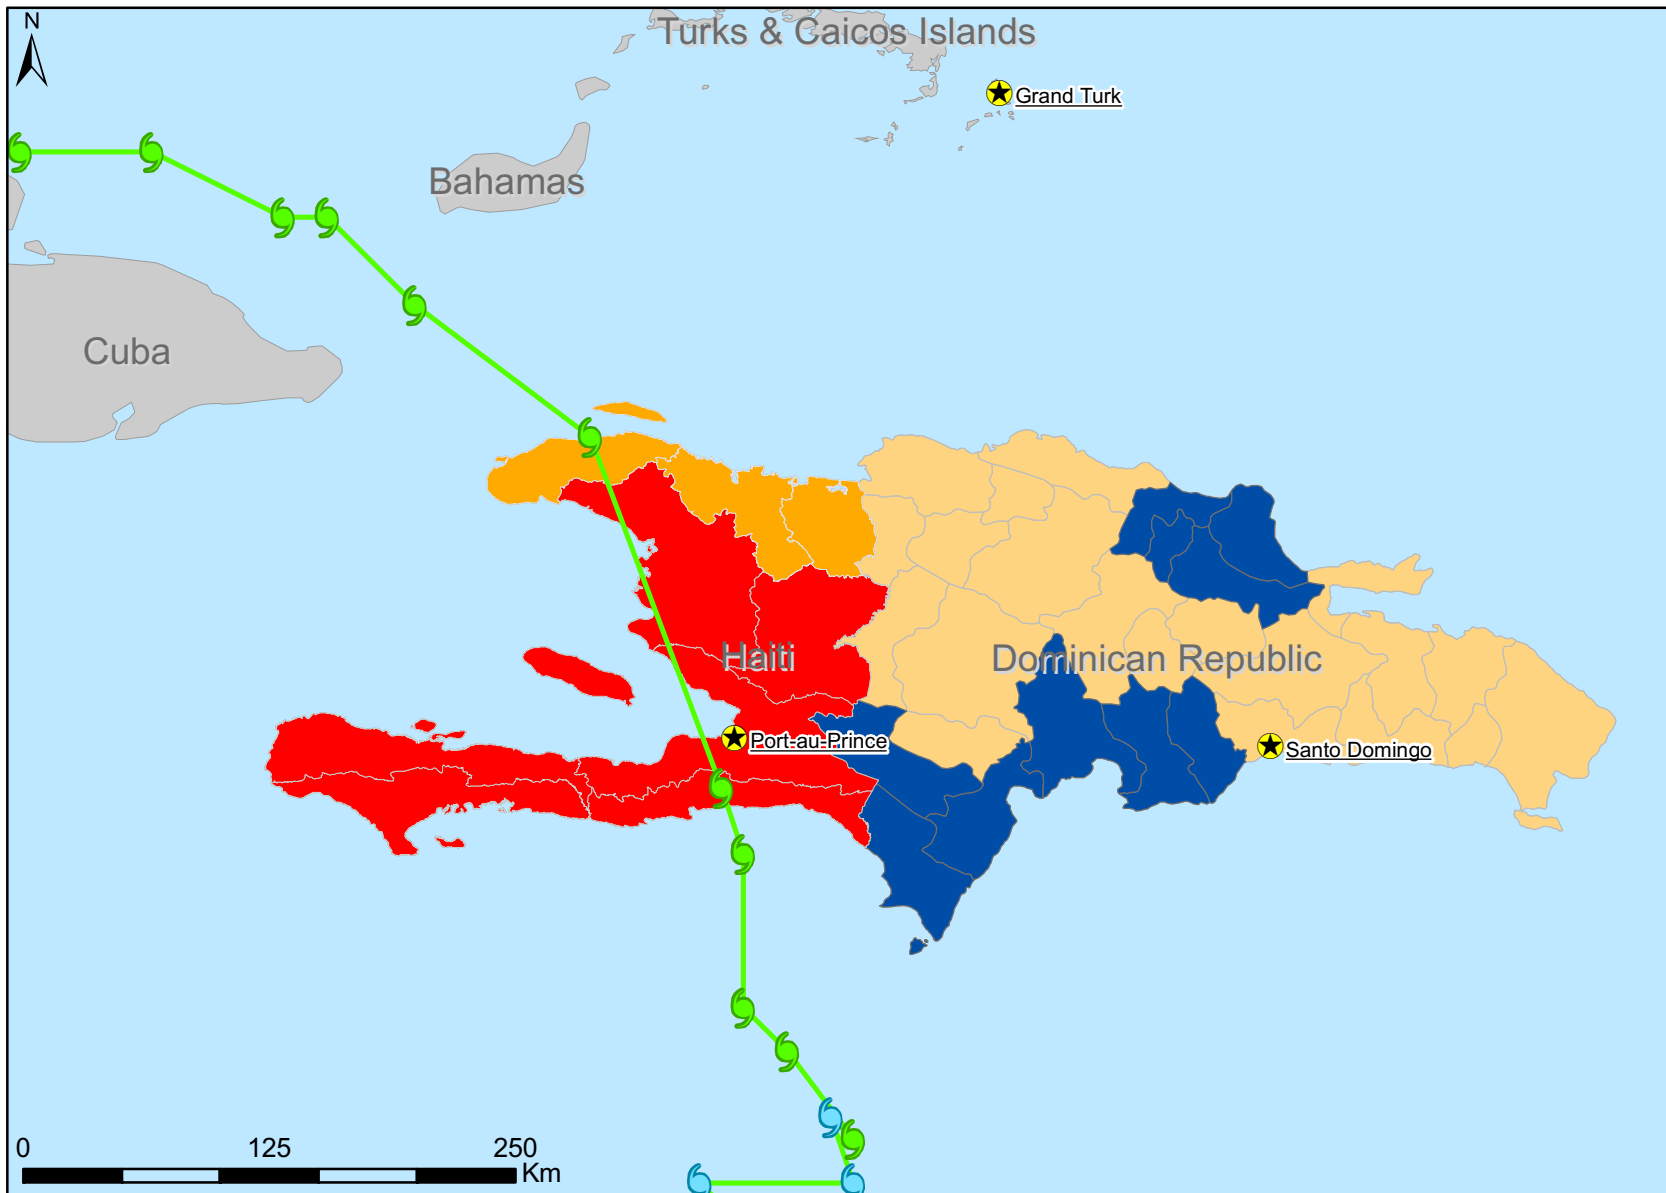 Turks & Caicos Islands
N
Grand Turk
Bahamas
Cuba
Haiti
Dominican Republic
Port-au-Prince
Santo Domingo
0 125 250
Km